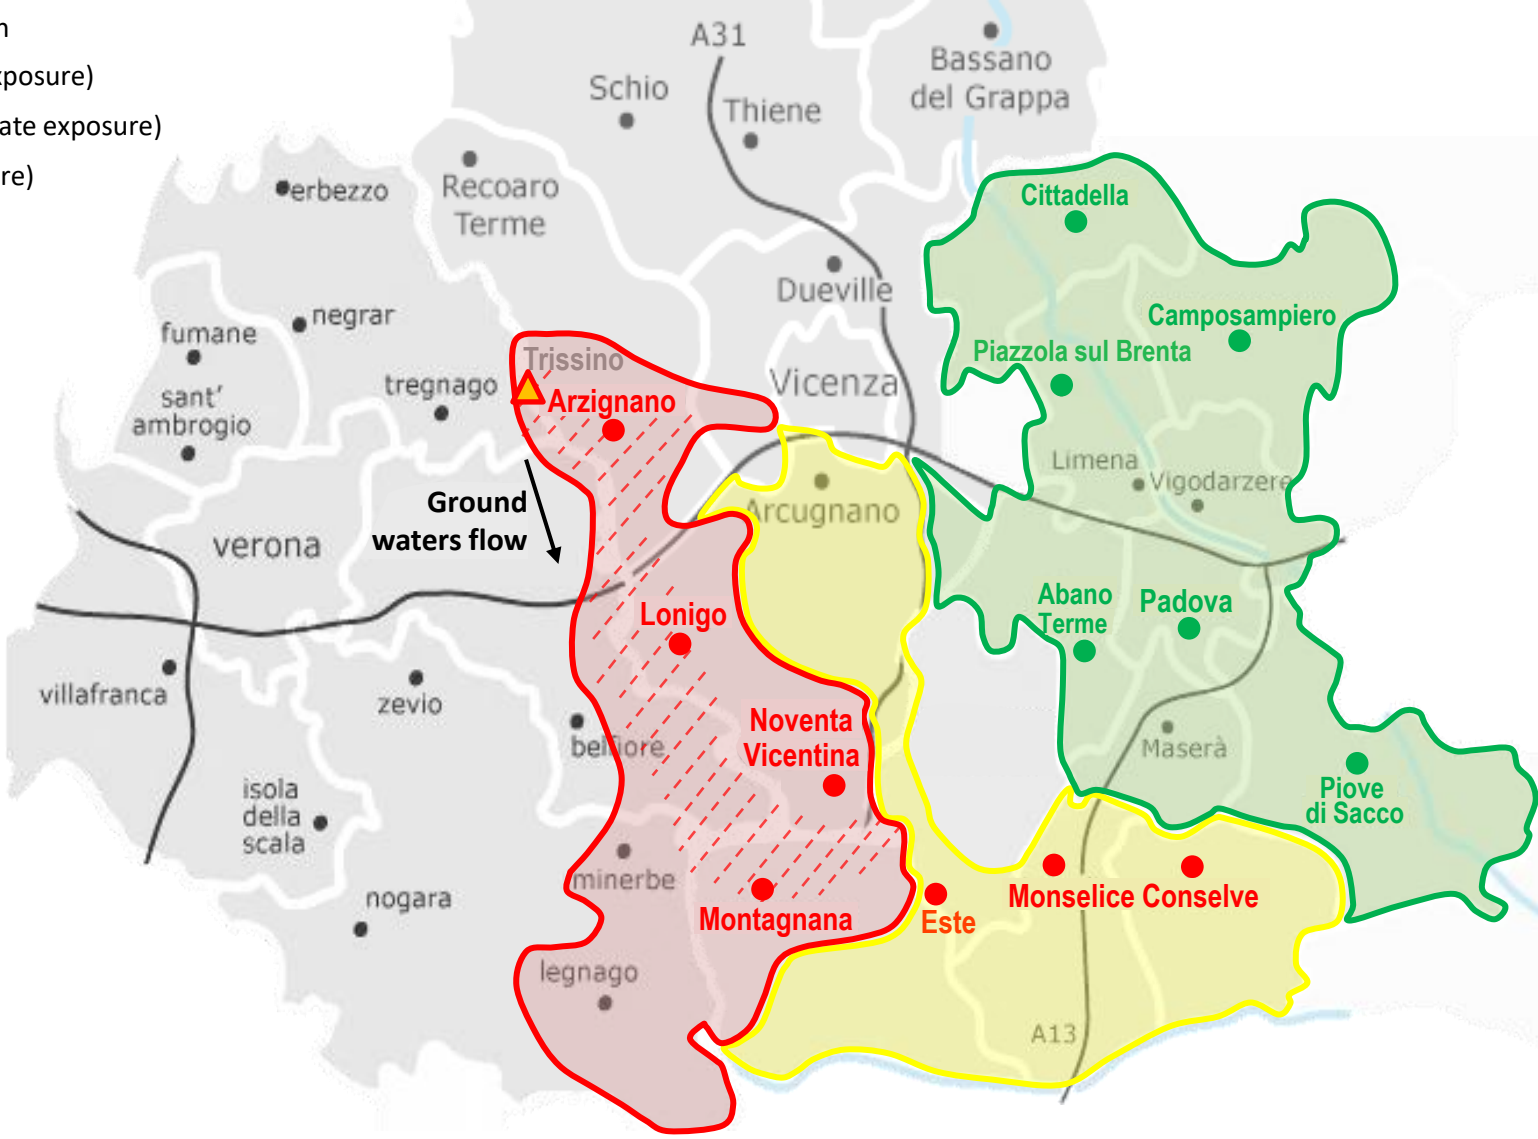 xposure)
ate exposure)
re)
A31
Bassano
del Grappa
Schio
Thiene
erbezzo
Recoaro
Terme
Cittadella
Dueville
negrar
fumane
Camposampiero
Trissino
Piazzola sul Brenta
tregnago
Vicenza
sant'
ambrogio
Arzignano
Limena
Vigodarzere
Ground
waters flow
Arcugnano
verona
Abano
Terme
Padova
Lonigo
villafranca
zevio
Noventa
Vicentina
belfiore
Maserà
isola
della
scala
Piove
di Sacco
minerbe
nogara
Monselice Conselve
Montagnana
Este
legnago
A13